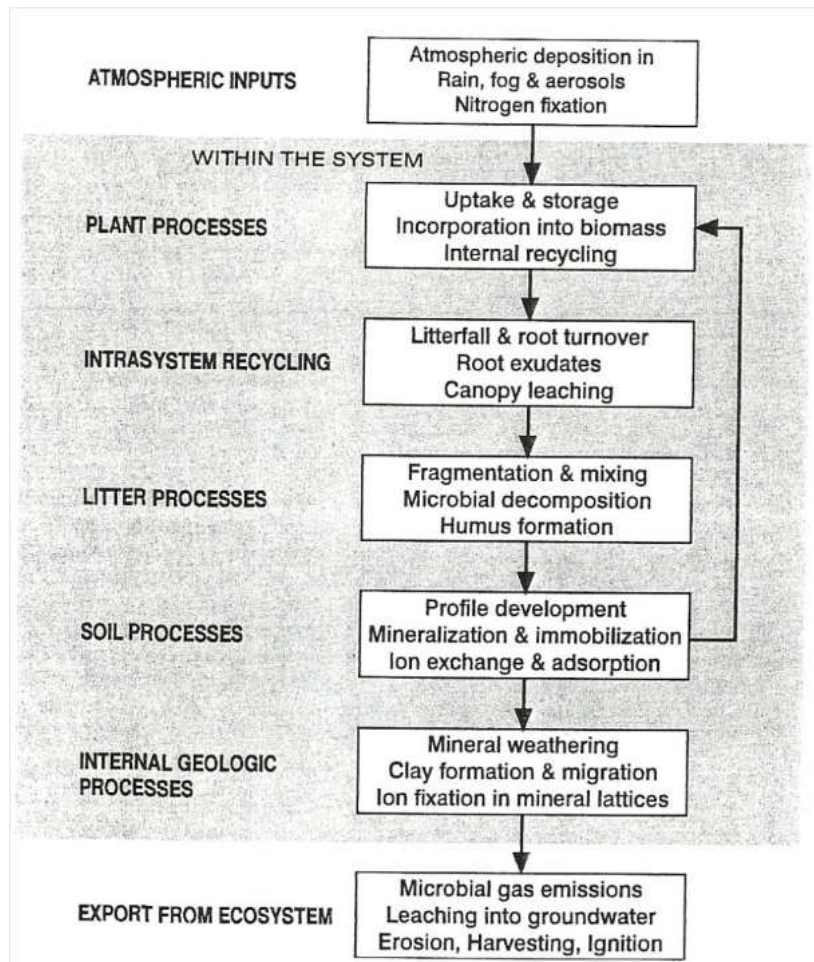 ATMOSPHERIC INPUTS
Atmospheric deposition in
Rain, fog & aerosols
Nitrogen fixation
WITHIN THE SYSTEM
PLANT PROCESSES
Uptake & storage
Incorporation into biomass
Internal recycling
INTRASYSTEM RECYCLING
Litterfall & root turnover
Root exudates
Canopy leaching
LITTER PROCESSES
Fragmentation & mixing
Microbial decomposition
Humus formation
SOIL PROCESSES
Profile development
Mineralization & immobilization
Ion exchange & adsorption
INTERNAL GEOLOGIC
PROCESSES
Mineral weathering
Clay formation & migration
Ion fixation in mineral lattices
EXPORT FROM ECOSYSTEM
Microbial gas emissions
Leaching into groundwater
Erosion, Harvesting, Ignition